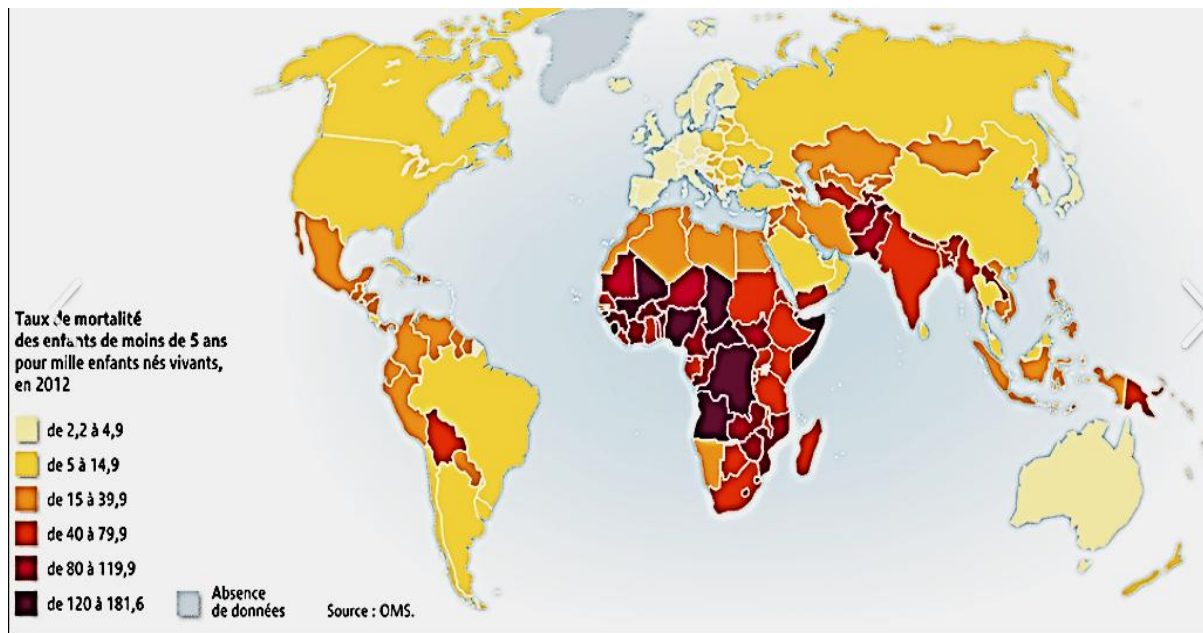 Taux de mortalité
des enfants de moins de 5 ans
pour mille enfants nés vivants,
en 2012
de 2,2 à 4,9
de 5 à 14,9
de 15 à 39,9
de 40 à 79,9
de 80 à 119,9
de 120 à 181,6
Absence
de données
Source : OMS.